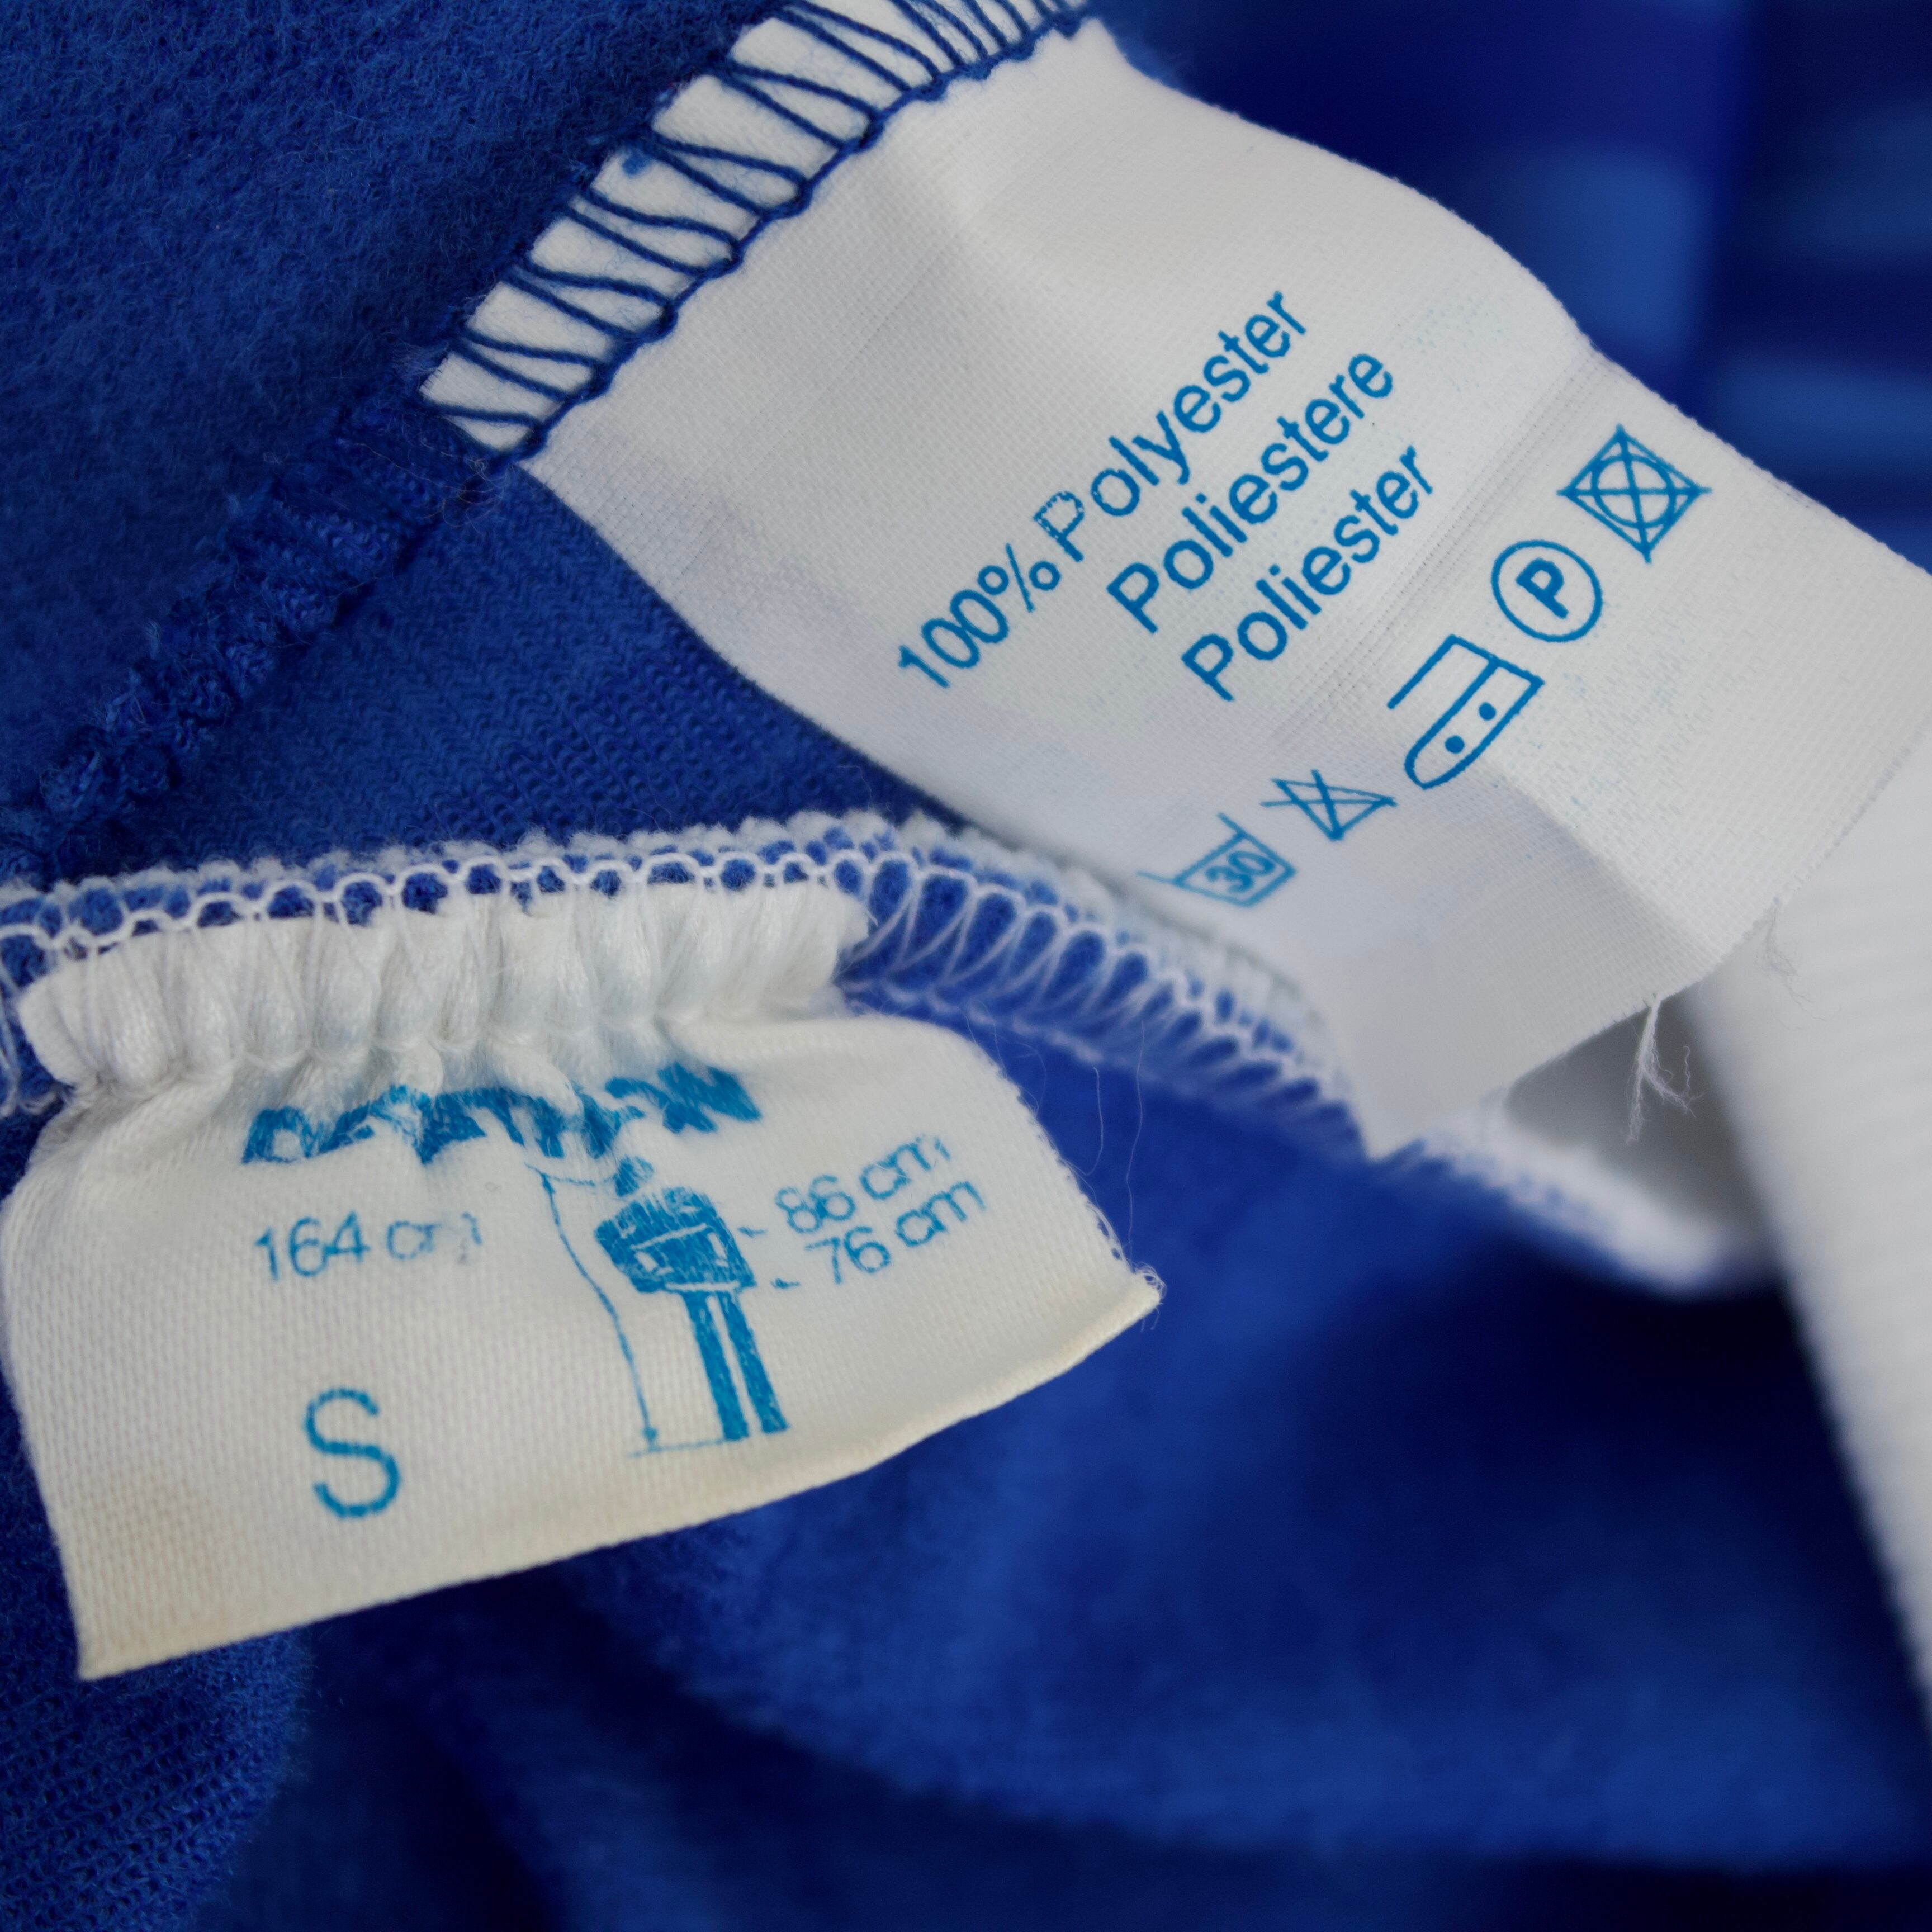 100% Polyester
Poliestere
Poliester
30
P
164 cm
86 cm
76 cm
S